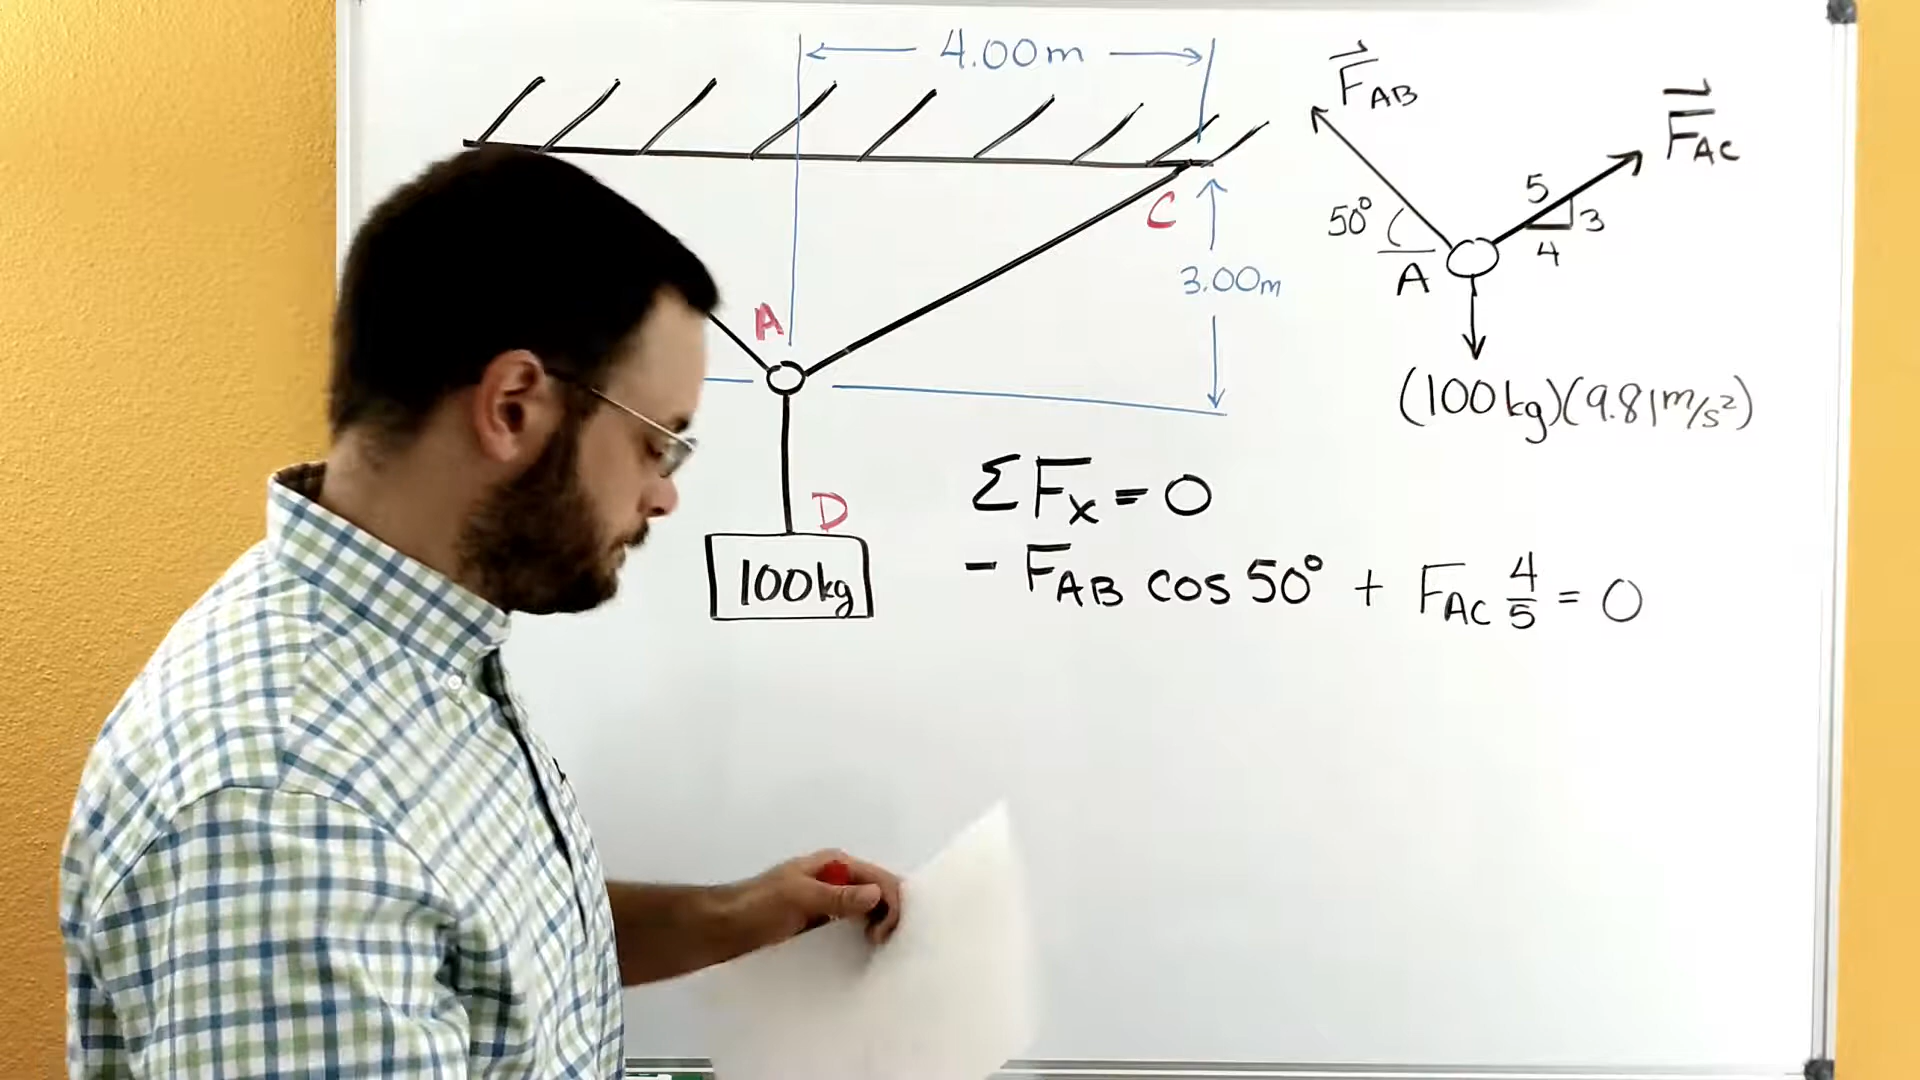 4.00m
F⃗AB
F⃗AC
C
5
3
4
50°
A
3.00m
A
(100kg)(9.81m/s²)
D
100kg
ΣFx = 0
- FAB cos 50° + FAC 4/5 = 0